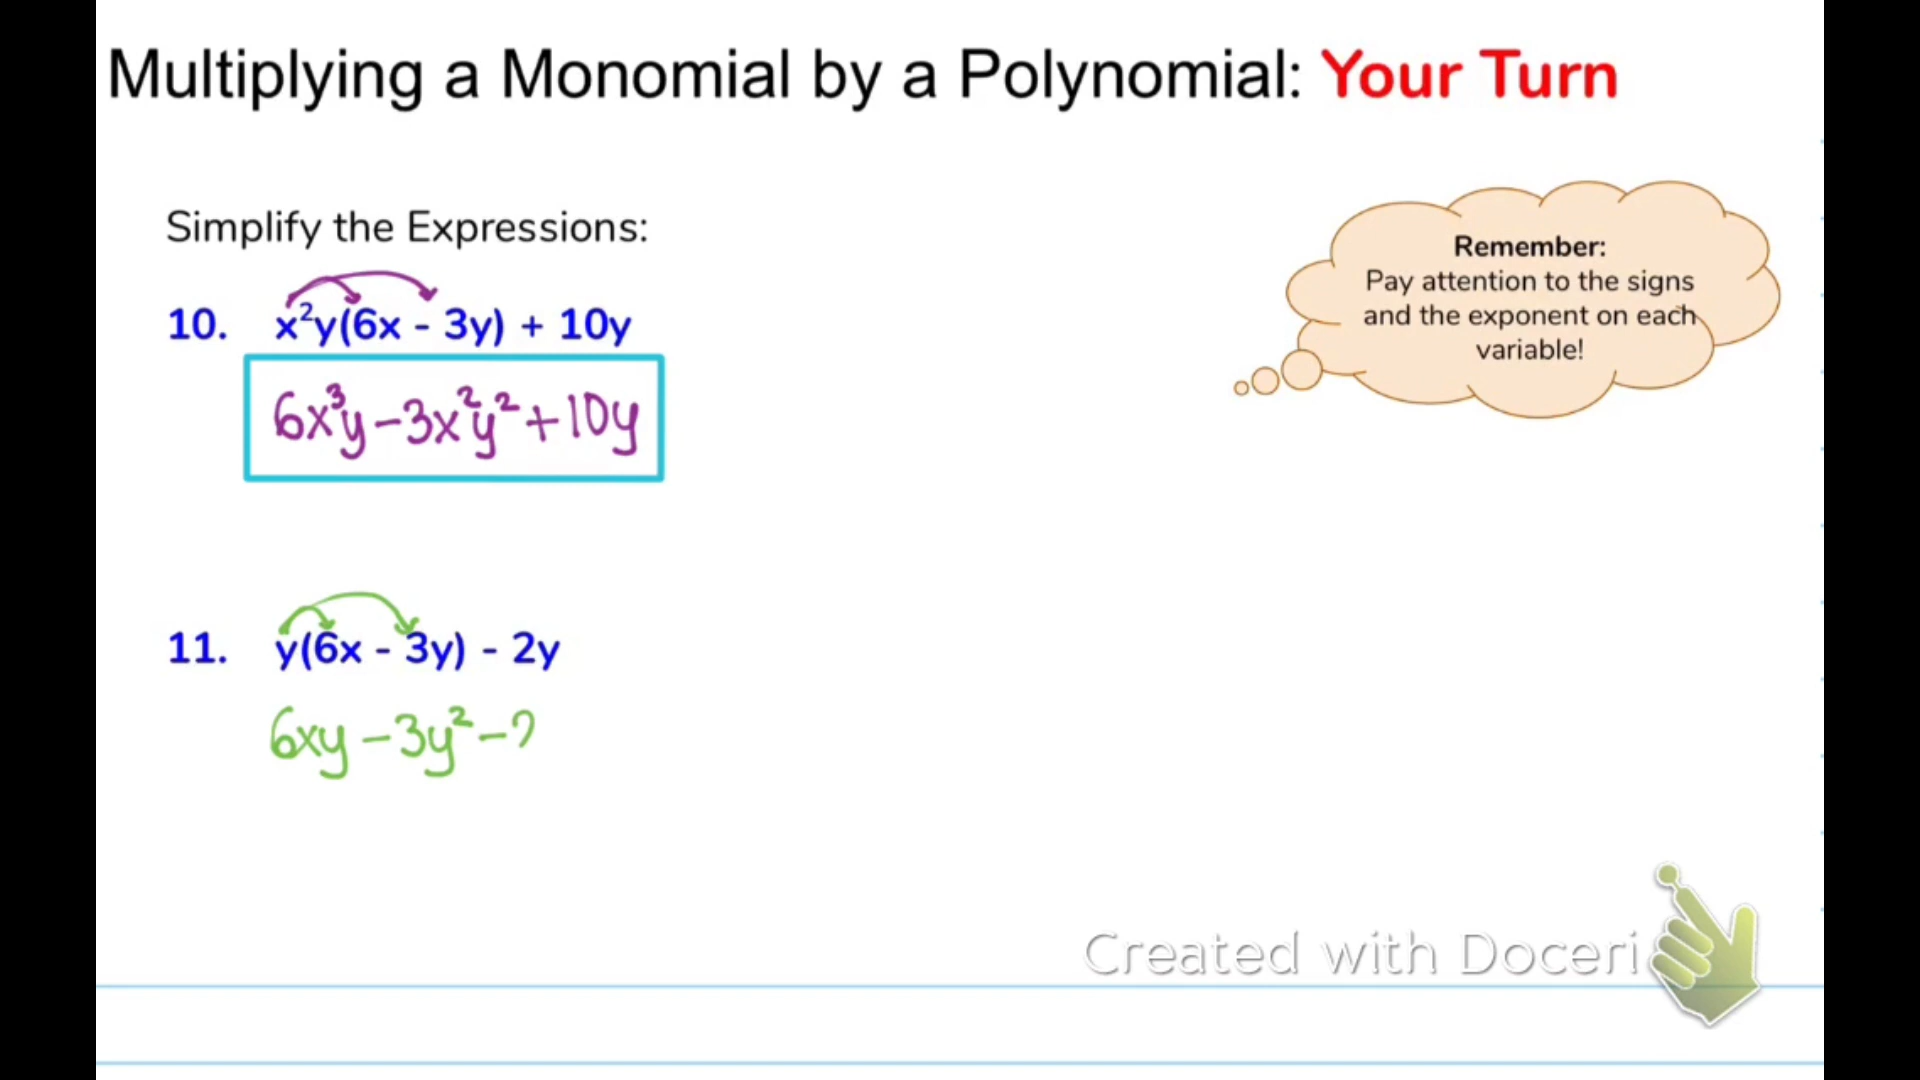 Multiplying a Monomial by a Polynomial: Your Turn
Simplify the Expressions:
Remember:
Pay attention to the signs
and the exponent on each
variable!
10. x²y(6x - 3y) + 10y
6x³y - 3x²y² + 10y
11. y(6x - 3y) - 2y
6xy - 3y² -
Created with Doceri